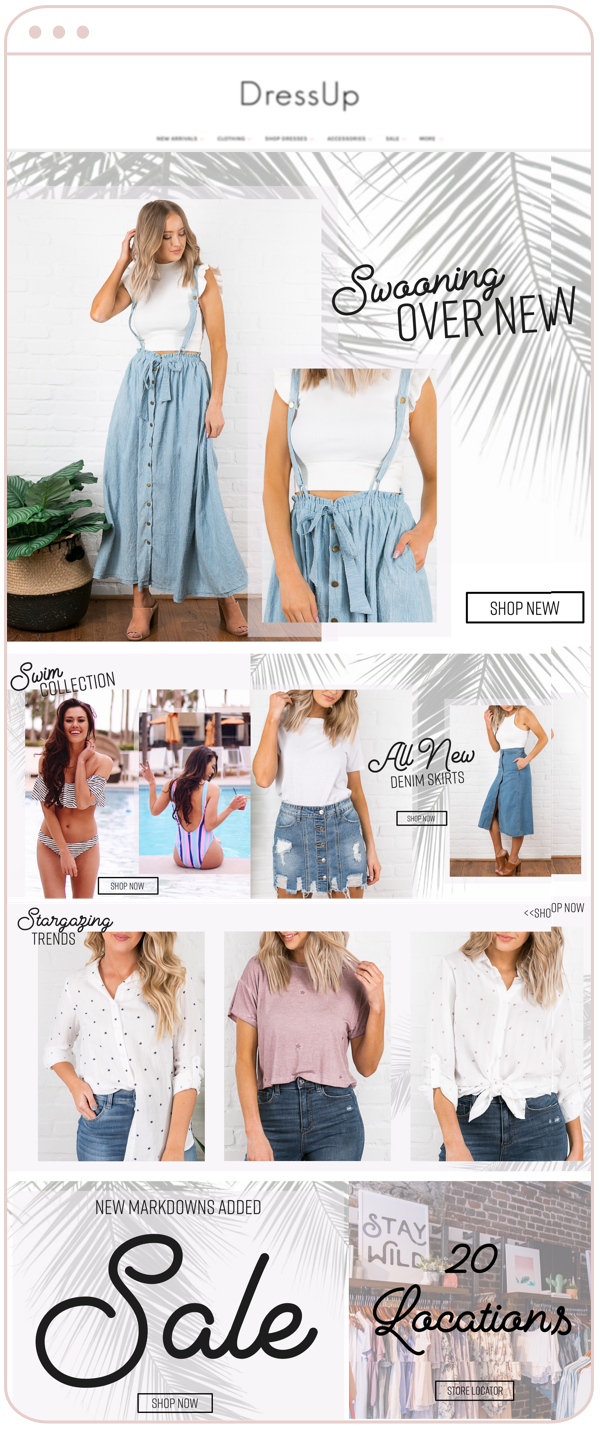 DressUp
NEW ARRIVALS CLOTHING SHOP DRESSES ACCESSORIES SALE MORE
Swooning
OVER NEW
SHOP NEW
Swim
COLLECTION
SHOP NOW
All New
DENIM SKIRTS
SHOP NOW
Stargazing
TRENDS
<<SHOP NOW
NEW MARKDOWNS ADDED
Sale
SHOP NOW
STAY
WILD
20
Locations
STORE LOCATOR